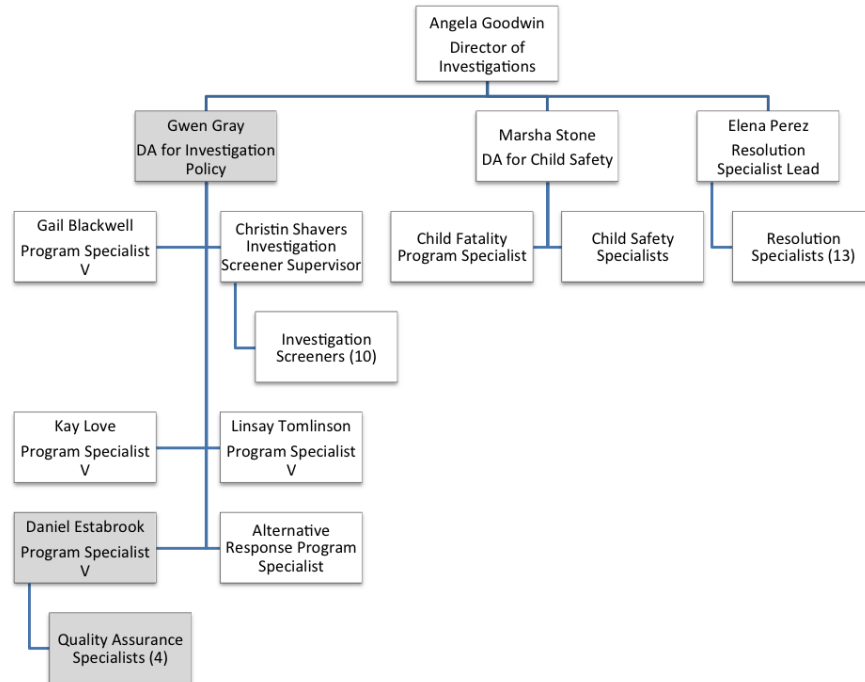 Angela Goodwin
Director of
Investigations
Gwen Gray
DA for Investigation
Policy
Marsha Stone
DA for Child Safety
Elena Perez
Resolution
Specialist Lead
Gail Blackwell
Program Specialist
V
Christin Shavers
Investigation
Screener Supervisor
Child Fatality
Program Specialist
Child Safety
Specialists
Resolution
Specialists (13)
Investigation
Screeners (10)
Kay Love
Program Specialist
V
Linsay Tomlinson
Program Specialist
V
Daniel Estabrook
Program Specialist
V
Alternative
Response Program
Specialist
Quality Assurance
Specialists (4)